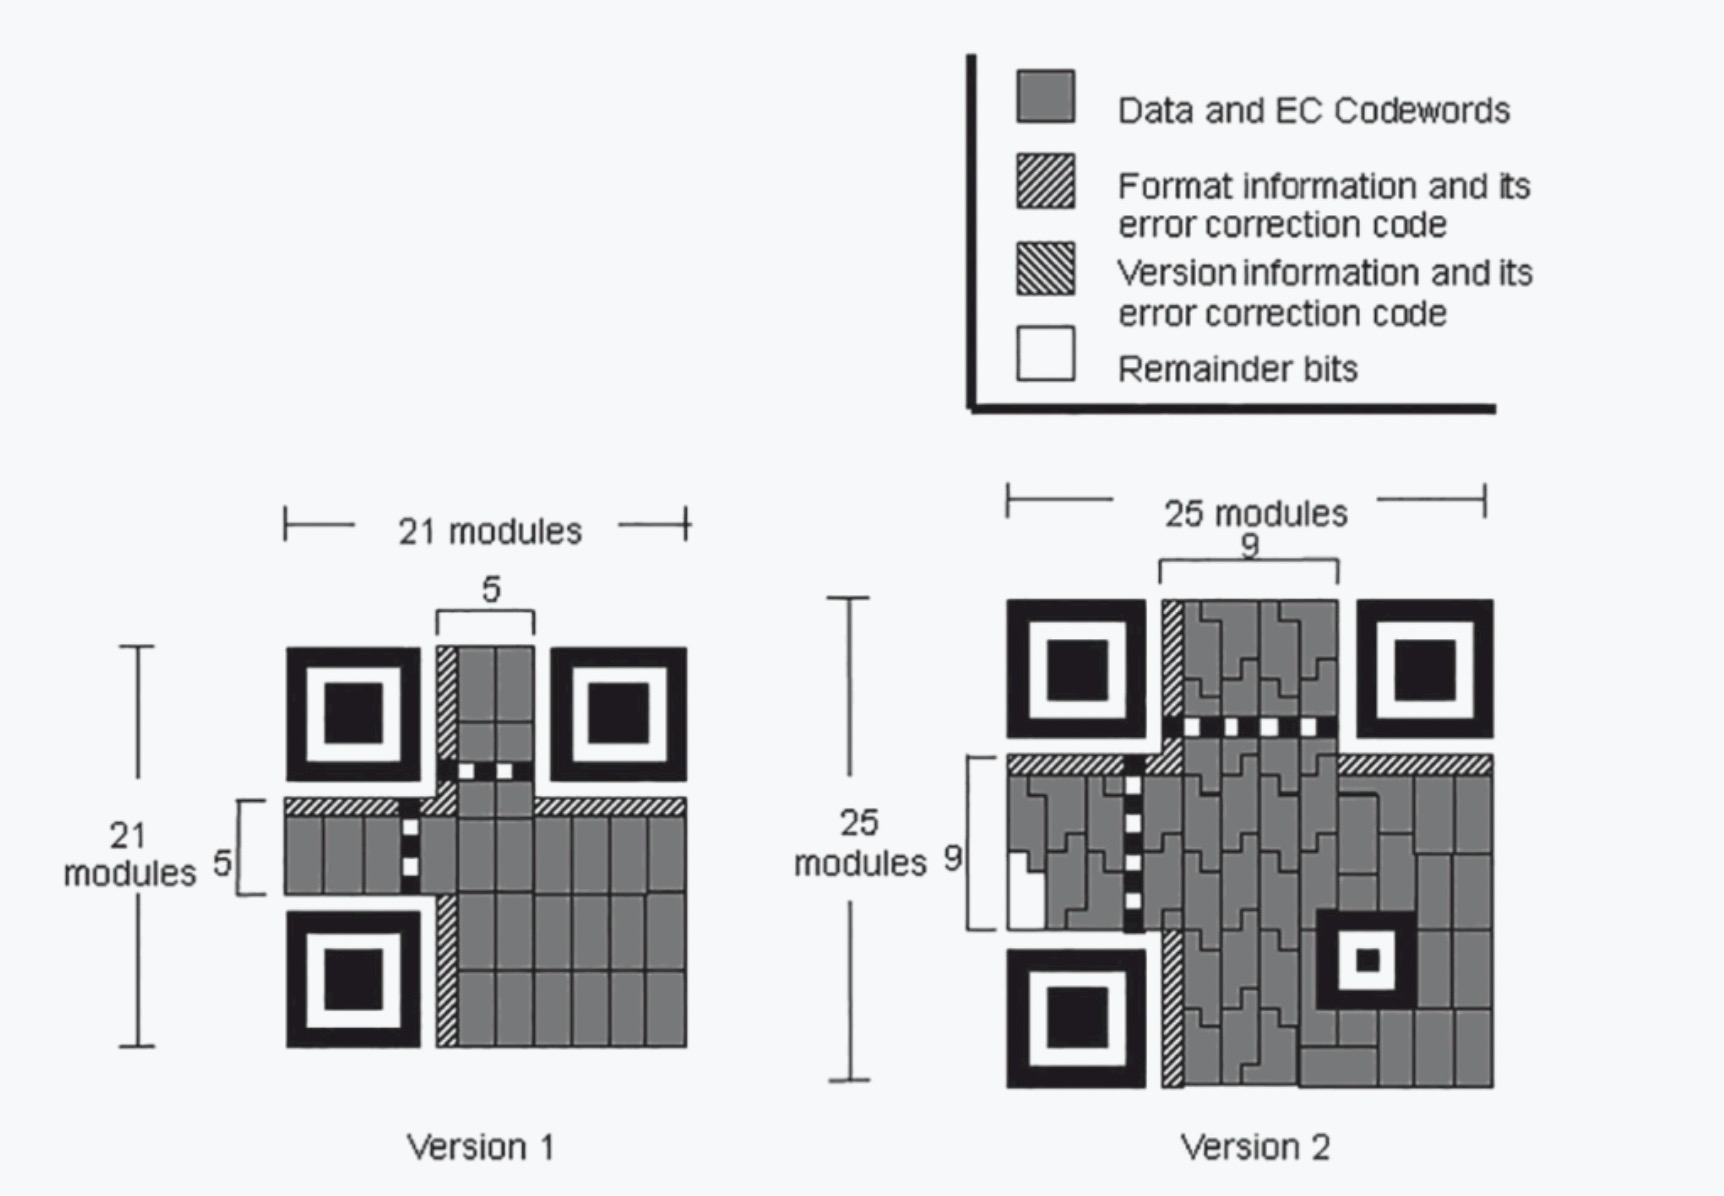 Data and EC Codewords
Format information and its
error correction code
Version information and its
error correction code
Remainder bits
21 modules
5
21
modules
5
Version 1
25 modules
9
25
modules
9
Version 2